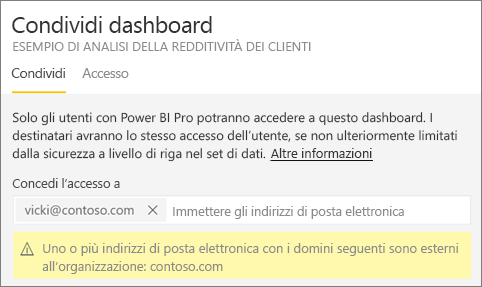 Condividi dashboard
ESEMPIO DI ANALISI DELLA REDDITIVITÀ DEI CLIENTI
Condividi Accesso
Solo gli utenti con Power BI Pro potranno accedere a questo dashboard. I
destinatari avranno lo stesso accesso dell'utente, se non ulteriormente limitati
dalla sicurezza a livello di riga nel set di dati. Altre informazioni
Concedi l'accesso a
vicki@contoso.com × Immettere gli indirizzi di posta elettronica
Uno o più indirizzi di posta elettronica con i domini seguenti sono esterni
all'organizzazione: contoso.com